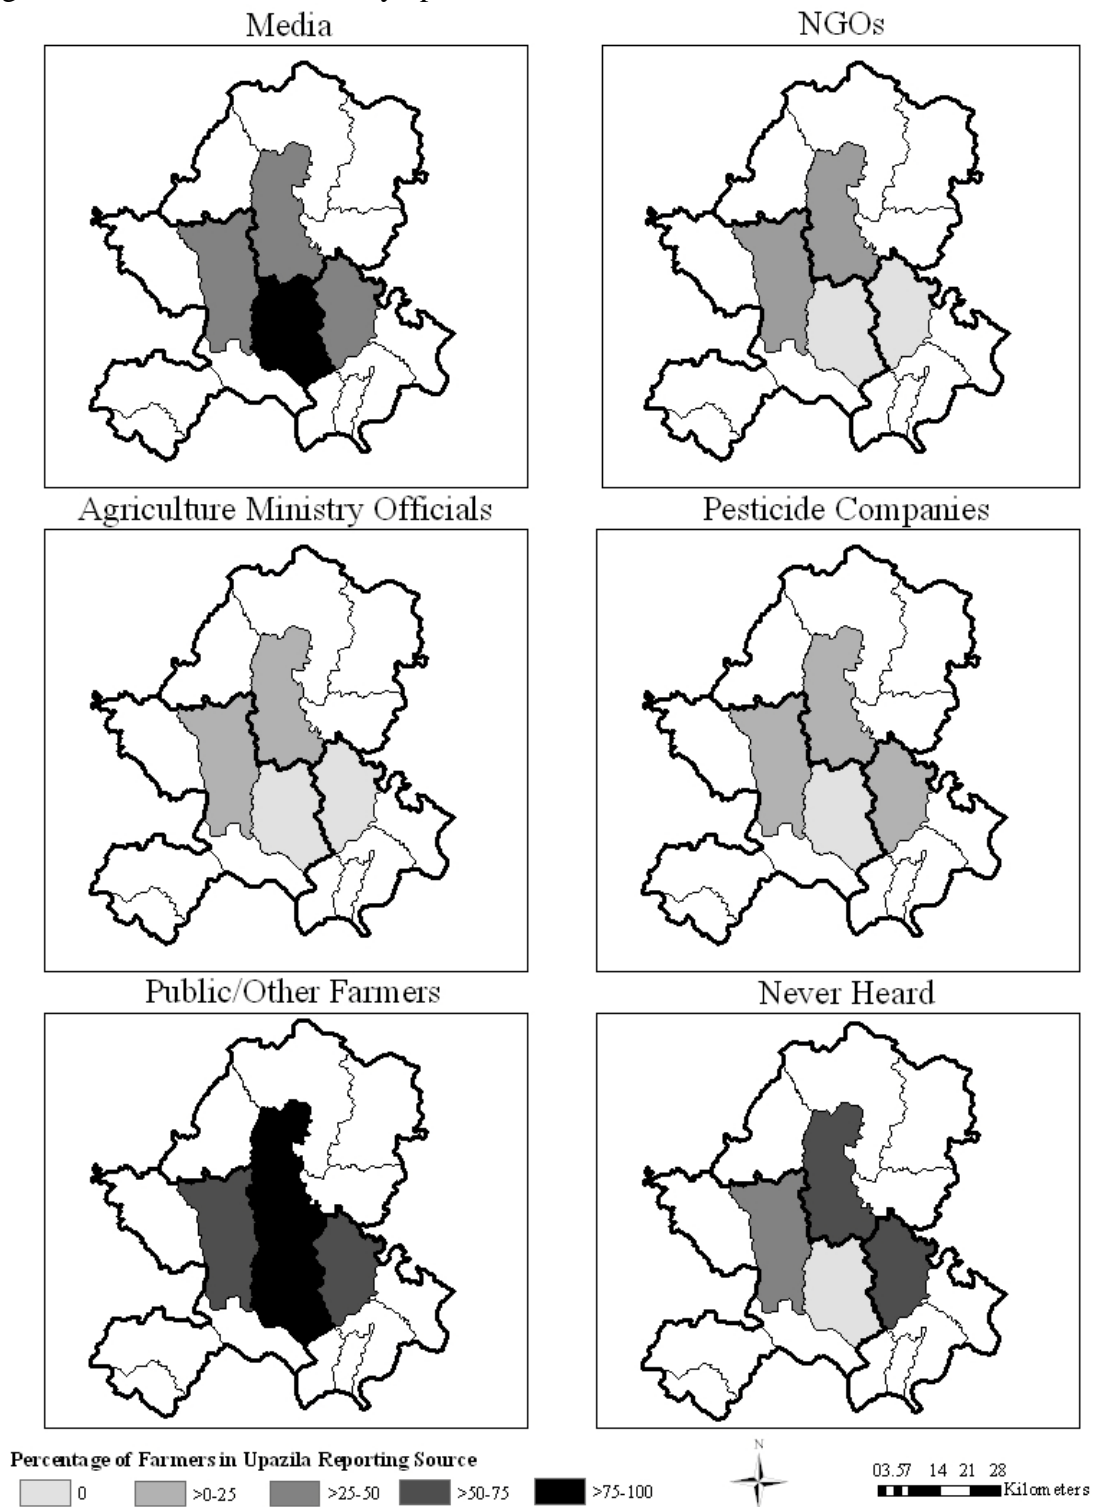 Media
NGOs
Agriculture Ministry Officials
Pesticide Companies
Public/Other Farmers
Never Heard
Percentage of Farmers in Upazila Reporting Source
0
>0-25
>25-50
>50-75
>75-100
N
03.57 14 21 28
Kilometers